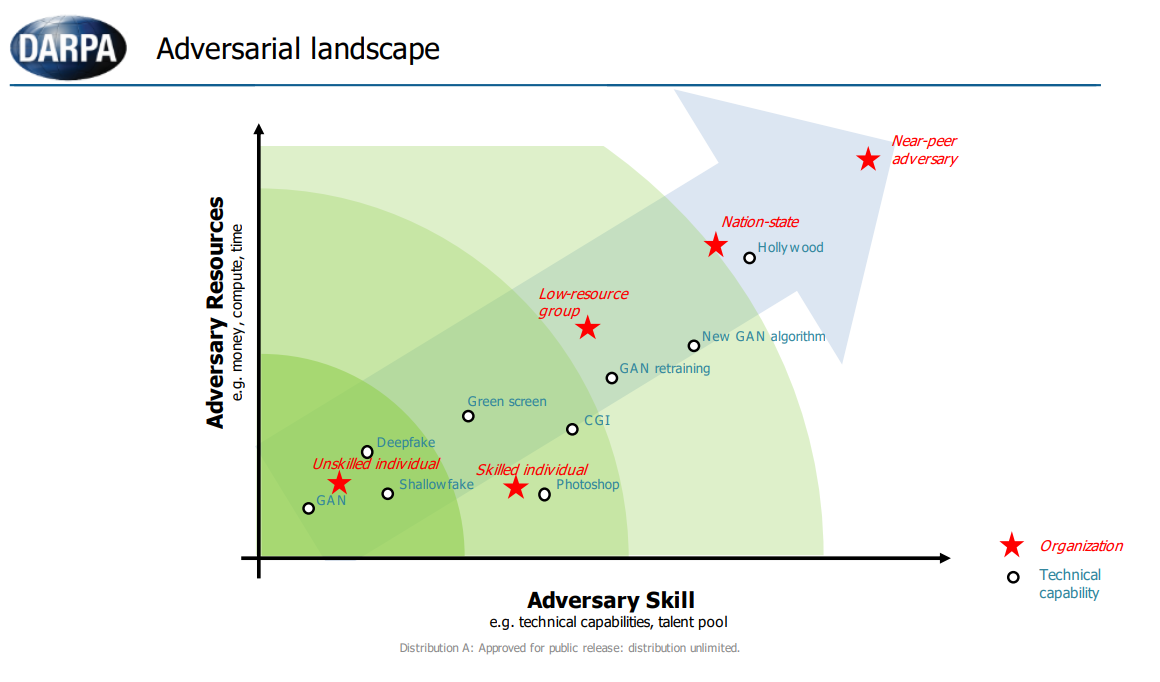 DARPA
Adversarial landscape
Near-peer
adversary
Nation-state
Hollywood
Low-resource
group
New GAN algorithm
GAN retraining
Green screen
CGI
Deepfake
Unskilled individual
Skilled individual
Shallowfake
Photoshop
GAN
Adversary Resources
e.g. money, compute, time
Organization
Technical
capability
Adversary Skill
e.g. technical capabilities, talent pool
Distribution A: Approved for public release: distribution unlimited.